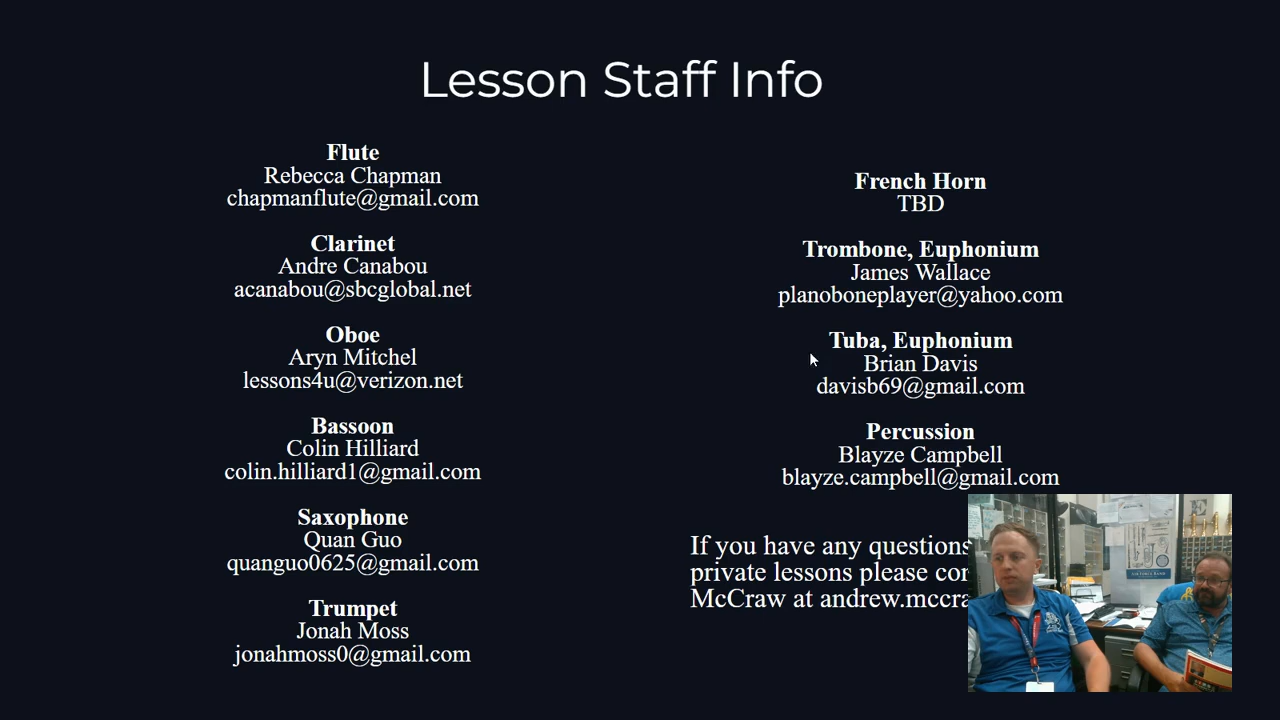 Lesson Staff Info
Flute
Rebecca Chapman
chapmanflute@gmail.com
Clarinet
Andre Canabou
acanabou@sbcglobal.net
Oboe
Aryn Mitchel
lessons4u@verizon.net
Bassoon
Colin Hilliard
colin.hilliard1@gmail.com
Saxophone
Quan Guo
quanguo0625@gmail.com
Trumpet
Jonah Moss
jonahmoss0@gmail.com
French Horn
TBD
Trombone, Euphonium
James Wallace
planoboneplayer@yahoo.com
Tuba, Euphonium
Brian Davis
davisb69@gmail.com
Percussion
Blayze Campbell
blayze.campbell@gmail.com
If you have any questions
private lessons please con
McCraw at andrew.mccra